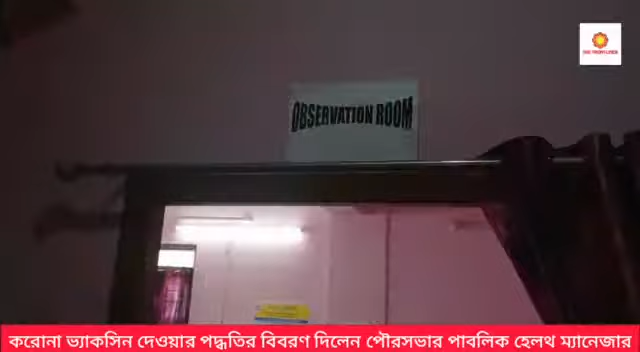 OBSERVATION ROOM
করোনা ভ্যাকসিন দেওয়ার পদ্ধতির বিবরণ দিলেন পৌরসভার পাবলিক হেলথ ম্যানেজার